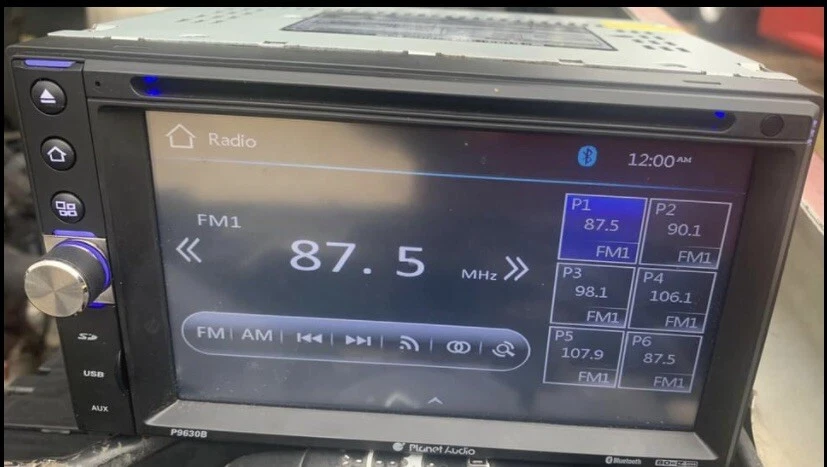 Radio
12:00 AM
FM1
87.5
MHz
P1
87.5
FM1
P2
90.1
FM1
P3
98.1
FM1
P4
106.1
FM1
P5
107.9
FM1
P6
87.5
FM1
FM
AM
SD
USB
AUX
P9630B
Planet Audio
Bluetooth